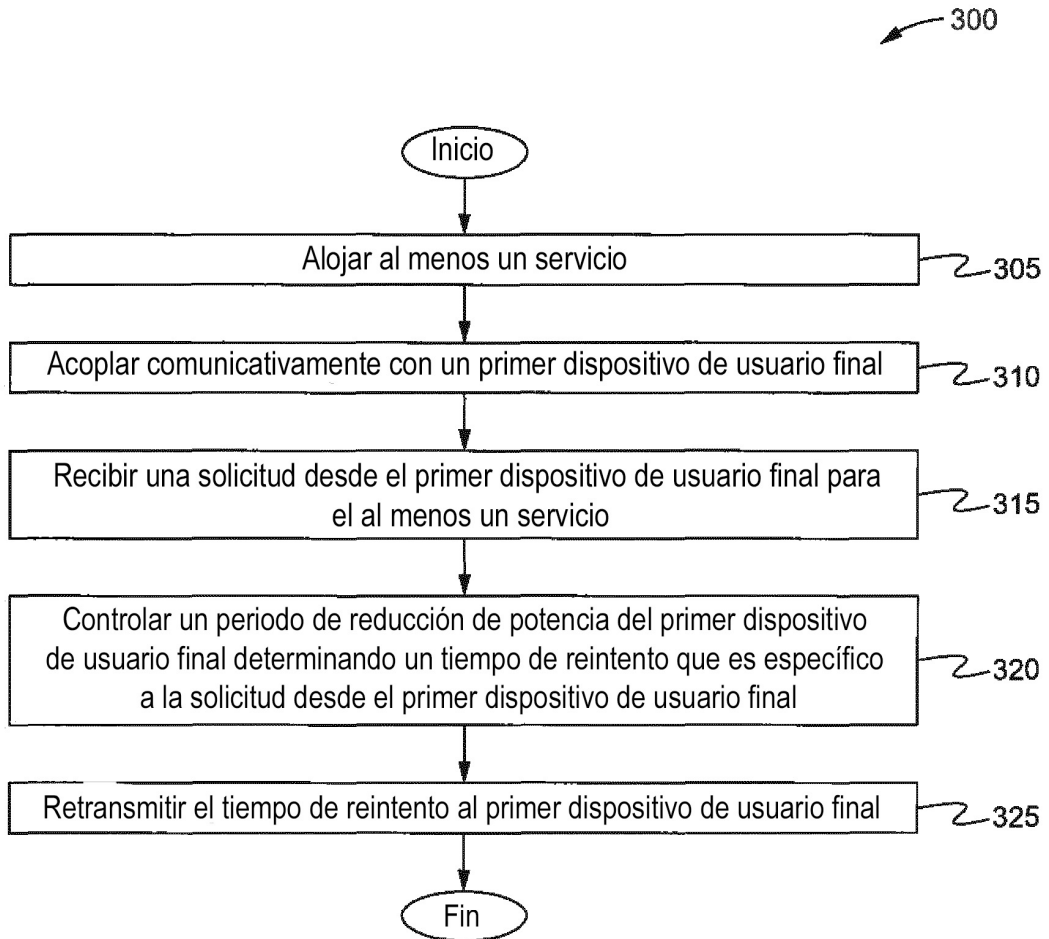 300
Inicio
Alojar al menos un servicio
305
Acoplar comunicativamente con un primer dispositivo de usuario final
310
Recibir una solicitud desde el primer dispositivo de usuario final para
el al menos un servicio
315
Controlar un periodo de reducción de potencia del primer dispositivo
de usuario final determinando un tiempo de reintento que es específico
a la solicitud desde el primer dispositivo de usuario final
320
Retransmitir el tiempo de reintento al primer dispositivo de usuario final
325
Fin